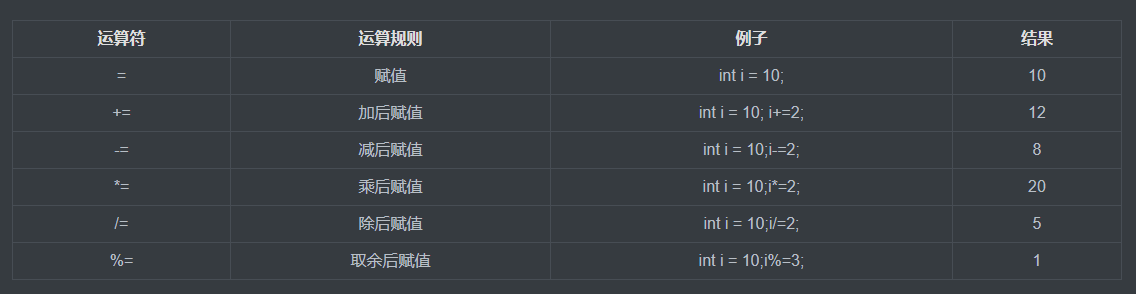 运算符 运算规则 例子 结果
= 赋值 int i = 10; 10
+= 加后赋值 int i = 10; i+=2; 12
-= 减后赋值 int i = 10;i-=2; 8
*= 乘后赋值 int i = 10;i*=2; 20
/= 除后赋值 int i = 10;i/=2; 5
%= 取余后赋值 int i = 10;i%=3; 1